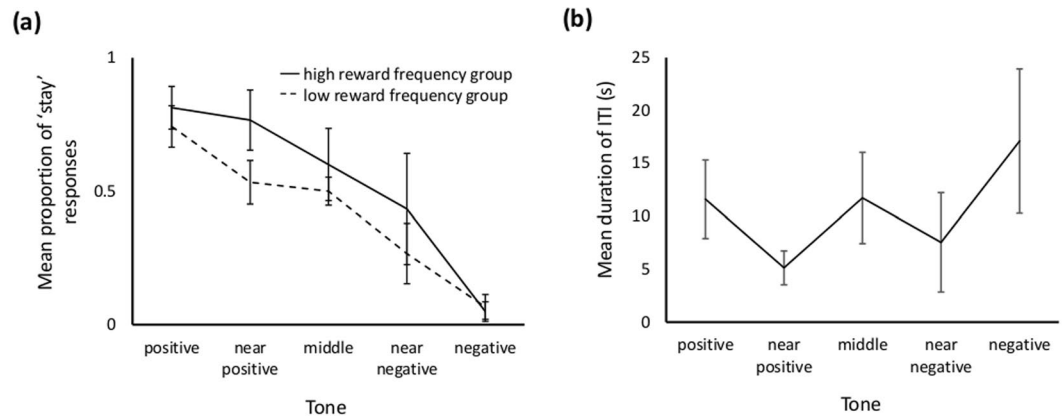 (a)
Mean proportion of ‘stay’
responses
1
0.5
0
high reward frequency group
low reward frequency group
positive
near
positive
middle
near
negative
negative
Tone
(b)
Mean duration of ITI (s)
25
20
15
10
5
0
positive
near
positive
middle
near
negative
negative
Tone